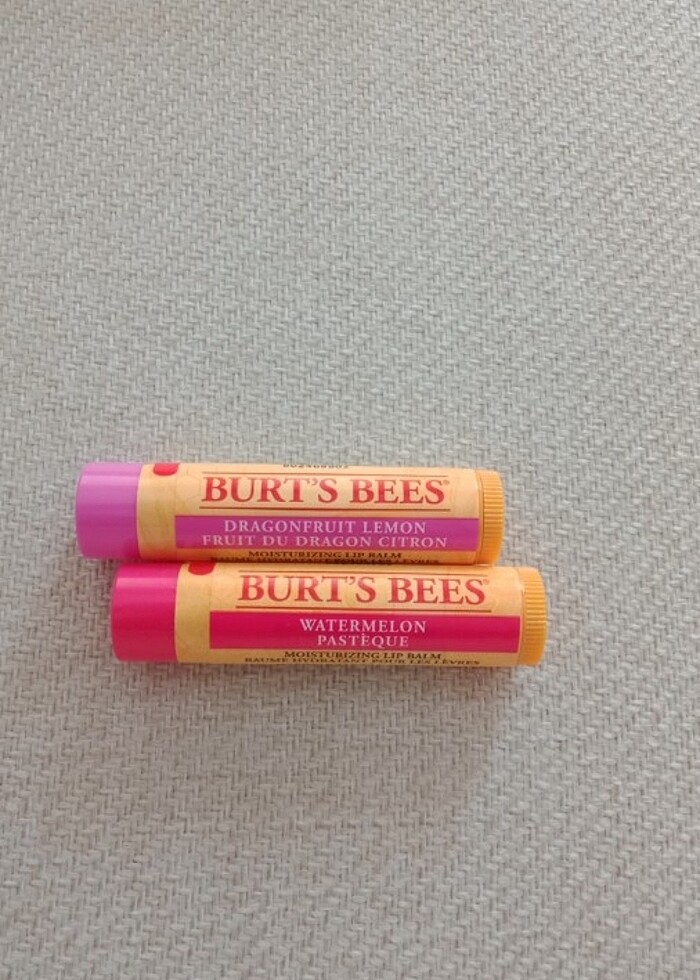 BURT'S BEES®
DRAGONFRUIT LEMON
FRUIT DU DRAGON CITRON
MOISTURIZING LIP BALM
BURT'S BEES®
WATERMELON
PASTÈQUE
MOISTURIZING LIP BALM
BAUME HYDRATANT POUR LES LÈVRES